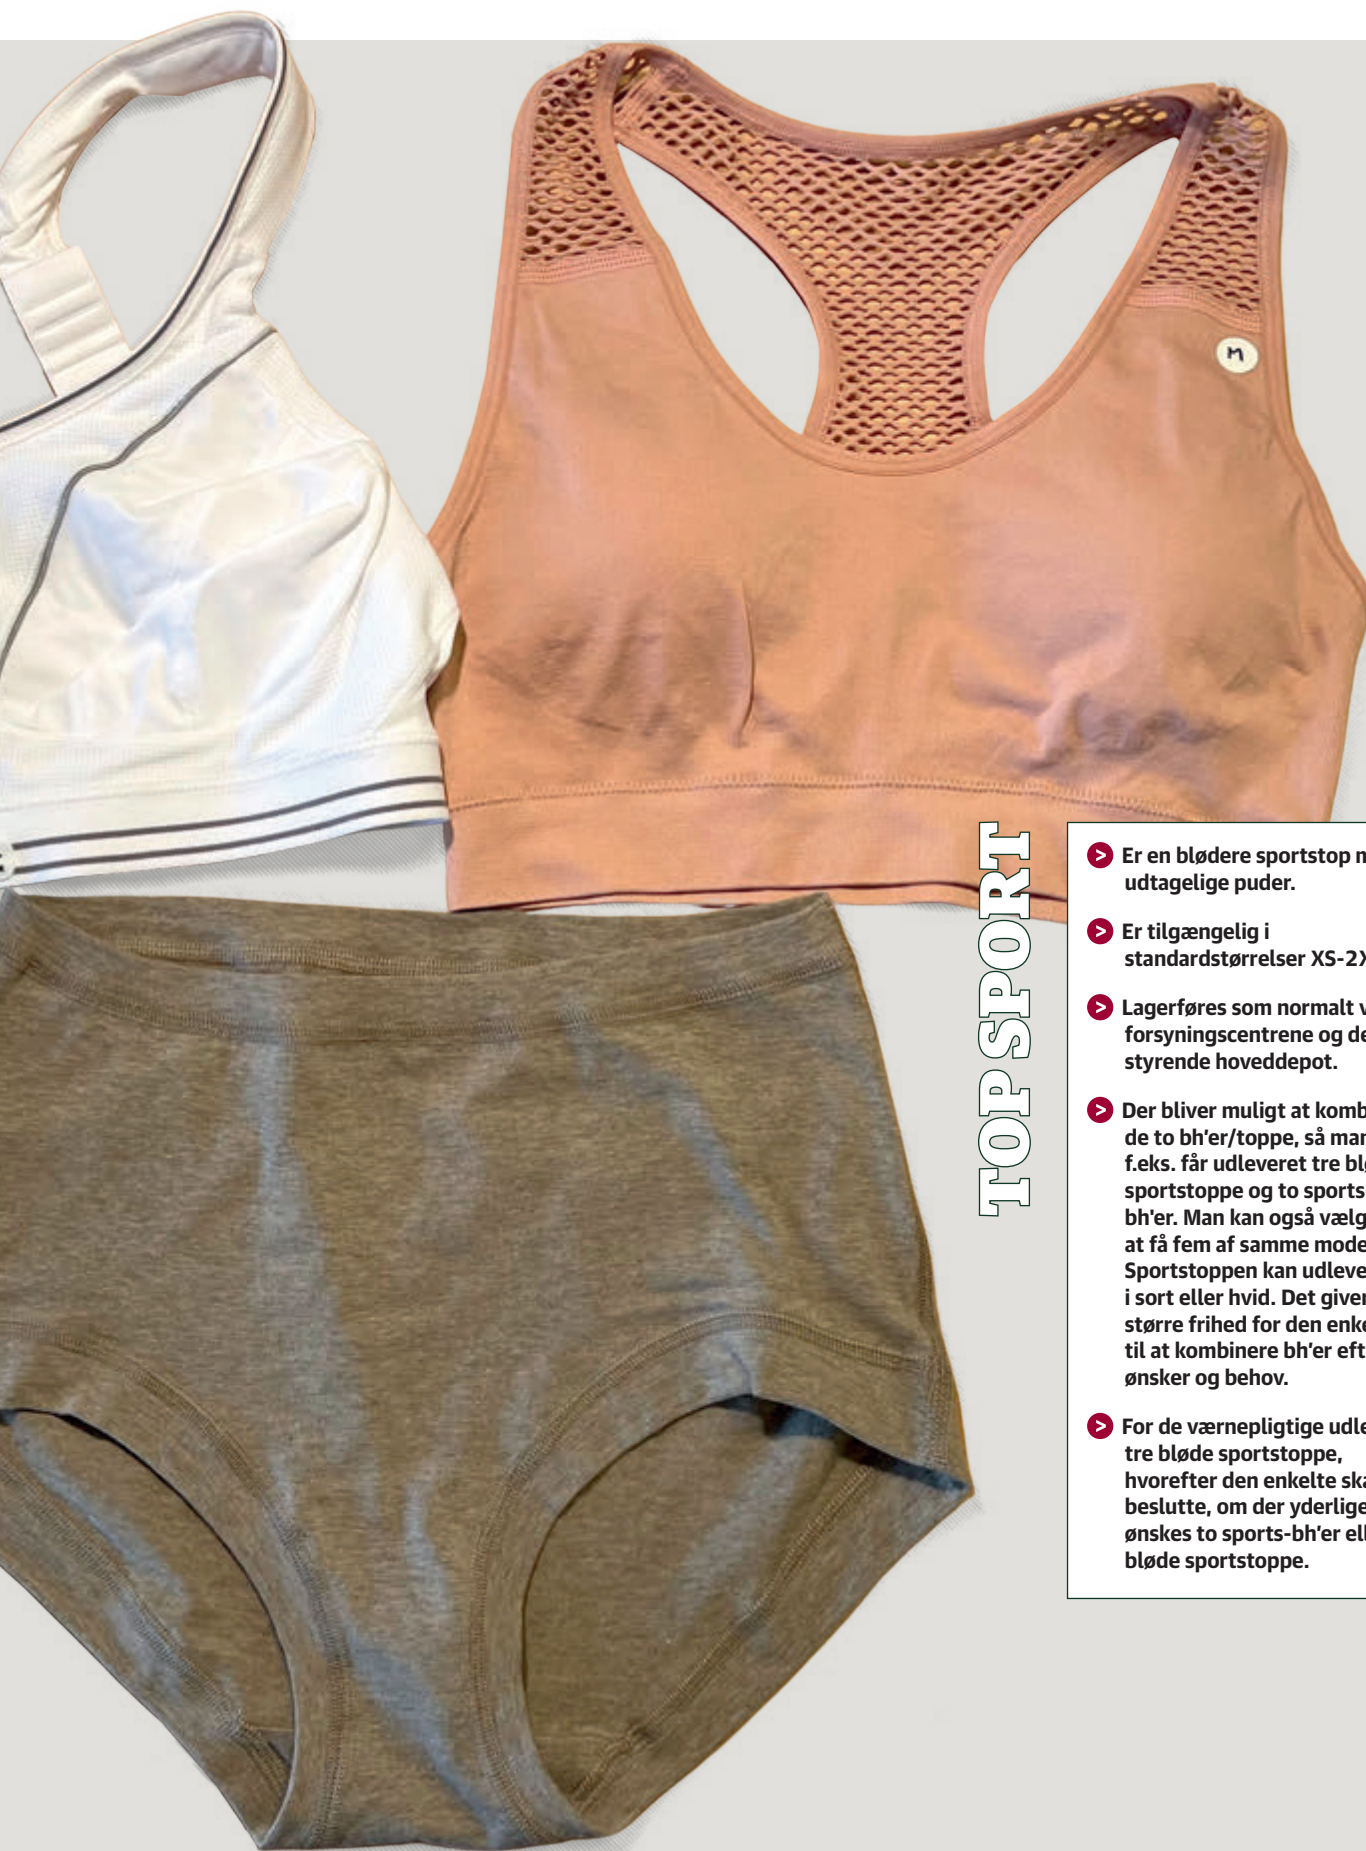 M
TOP SPORT
Er en blødere sportstop m
udtagelige puder.
Er tilgængelig i
standardstørrelser XS-2X
Lagerføres som normalt v
forsyningscentrene og de
styrende hoveddepot.
Der bliver muligt at komb
de to bh'er/toppe, så man
f.eks. får udleveret tre blø
sportstoppe og to sports-
bh'er. Man kan også vælg
at få fem af samme mode
Sportstoppen kan udleve
i sort eller hvid. Det giver
større frihed for den enke
til at kombinere bh'er eft
ønsker og behov.
For de værnepligtige udle
tre bløde sportstoppe,
hvorefter den enkelte ska
beslutte, om der yderlige
ønskes to sports-bh'er ell
bløde sportstoppe.